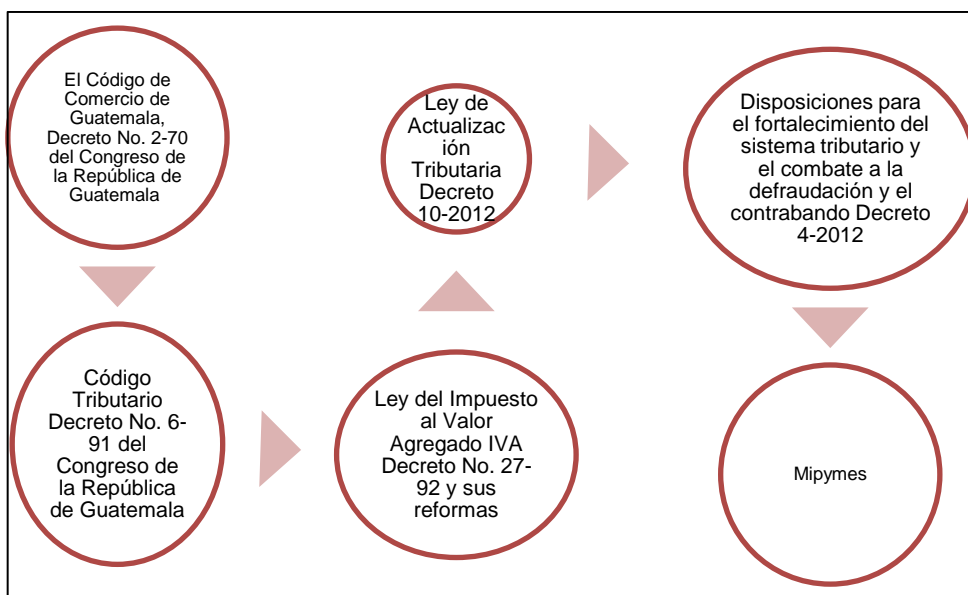 El Código de
Comercio de
Guatemala,
Decreto No. 2-70
del Congreso de
la República de
Guatemala
Código
Tributario
Decreto No. 6-
91 del
Congreso de
la República
de Guatemala
Ley del Impuesto
al Valor
Agregado IVA
Decreto No. 27-
92 y sus
reformas
Ley de
Actualizac
ión
Tributaria
Decreto
10-2012
Disposiciones para
el fortalecimiento del
sistema tributario y
el combate a la
defraudación y el
contrabando Decreto
4-2012
Mipymes